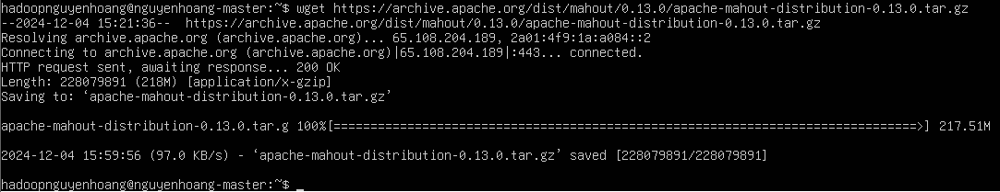 hadoopnguyenhoang@nguyenhoang-master:~$ wget https://archive.apache.org/dist/mahout/0.13.0/apache-mahout-distribution-0.13.0.tar.gz
--2024-12-04 15:21:36--  https://archive.apache.org/dist/mahout/0.13.0/apache-mahout-distribution-0.13.0.tar.gz
Resolving archive.apache.org (archive.apache.org)... 65.108.204.189, 2a01:4f9:1a:a084::2
Connecting to archive.apache.org (archive.apache.org)|65.108.204.189|:443... connected.
HTTP request sent, awaiting response... 200 OK
Length: 228079891 (218M) [application/x-gzip]
Saving to: ‘apache-mahout-distribution-0.13.0.tar.gz’
apache-mahout-distribution-0.13.0.tar.g 100%[===============================================================================>] 217.51M
2024-12-04 15:59:56 (97.0 KB/s) - ‘apache-mahout-distribution-0.13.0.tar.gz’ saved [228079891/228079891]
hadoopnguyenhoang@nguyenhoang-master:~$ _